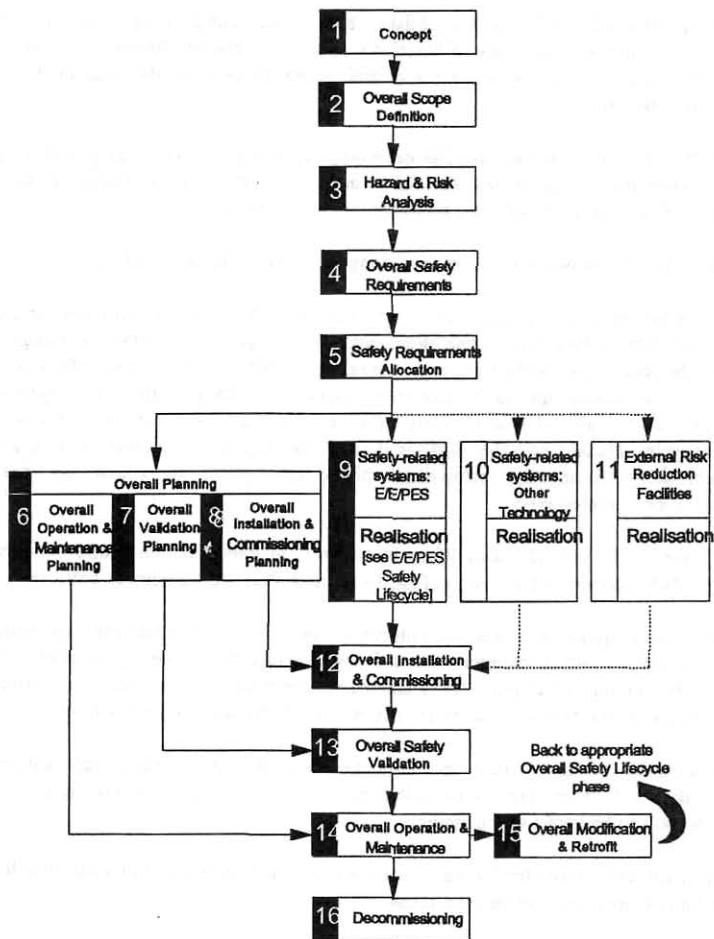 1
Concept
2
Overall Scope
Definition
3
Hazard & Risk
Analysis
4
Overall Safety
Requirements
5
Safety Requirements
Allocation
Overall Planning
6
Overall
Operation &
Maintenance
Planning
7
Overall
Validation
Planning
8
Overall
Installation &
Commissioning
Planning
9
Safety-related
systems:
E/E/PES
Realisation
[see E/E/PES
Safety
Lifecycle]
10
Safety-related
systems:
Other
Technology
Realisation
11
External Risk
Reduction
Facilities
Realisation
12
Overall Installation
& Commissioning
13
Overall Safety
Validation
Back to appropriate
Overall Safety Lifecycle
phase
14
Overall Operation &
Maintenance
15
Overall Modification
& Retrofit
16
Decommissioning